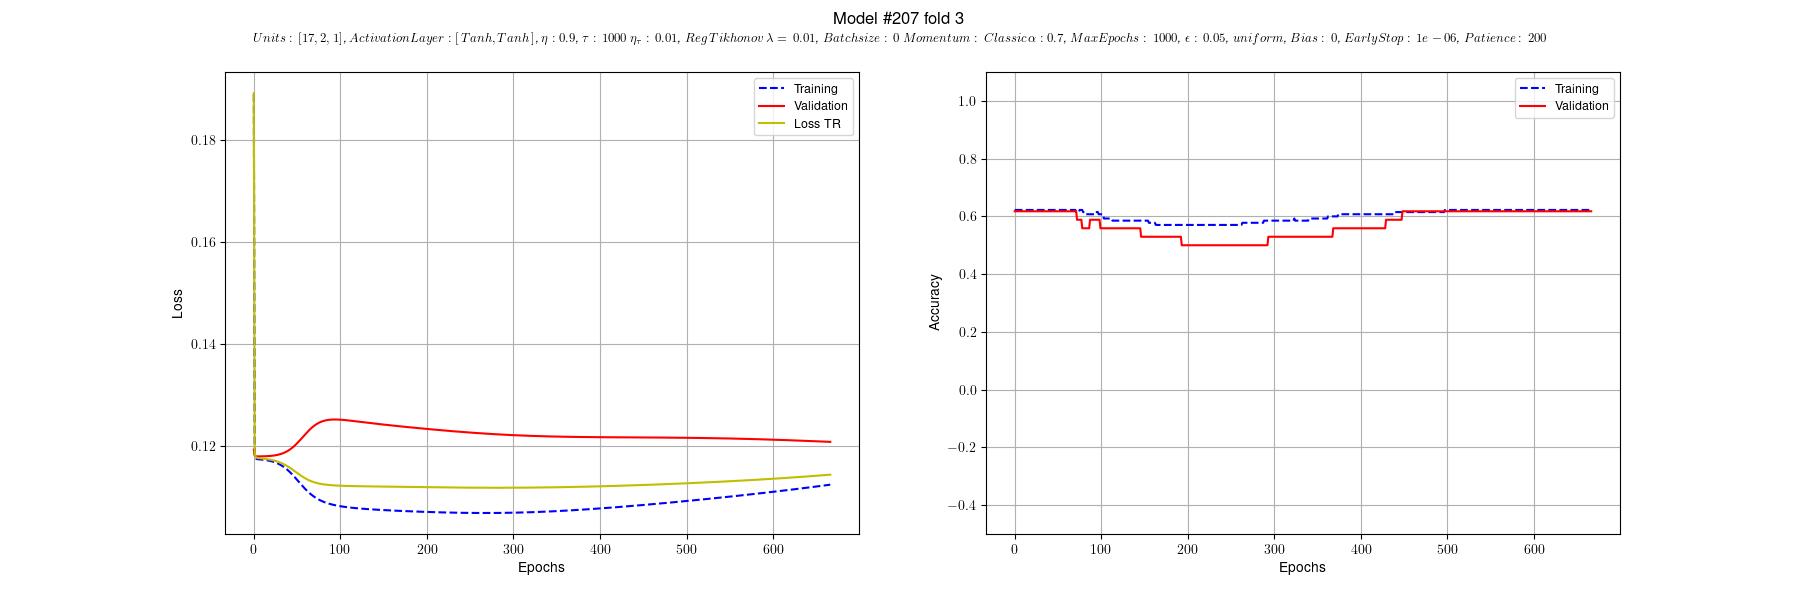 Model #207 fold 3
Units : [17, 2, 1], ActivationLayer : [Tanh, Tanh], η : 0.9, τ : 1000 ητ : 0.01, RegTikhonov λ = 0.01, Batchsize : 0 Momentum : Classicα : 0.7, MaxEpochs : 1000, ϵ : 0.05, uniform, Bias : 0, EarlyStop : 1e − 06, Patience : 200
Training
Validation
Loss TR
0.18
0.16
0.14
0.12
Loss
0 100 200 300 400 500 600
Epochs
Training
Validation
1.0
0.8
0.6
0.4
0.2
0.0
−0.2
−0.4
Accuracy
0 100 200 300 400 500 600
Epochs